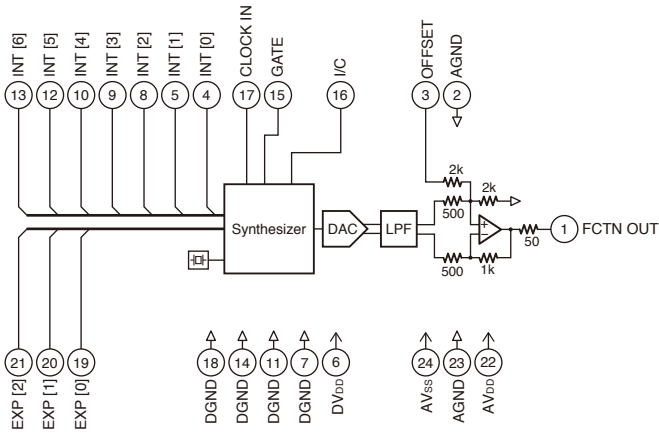 INT [6]
INT [5]
INT [4]
INT [3]
INT [2]
INT [1]
INT [0]
CLOCK IN
GATE
I/C
OFFSET
AGND
13
12
10
9
8
5
4
17
15
16
3
2
2k
2k
500
Synthesizer
DAC
LPF
+
−
50
1
FCTN OUT
500
1k
21
20
19
18
14
11
7
6
24
23
22
EXP [2]
EXP [1]
EXP [0]
DGND
DGND
DGND
DGND
DVDD
AVSS
AGND
AVDD